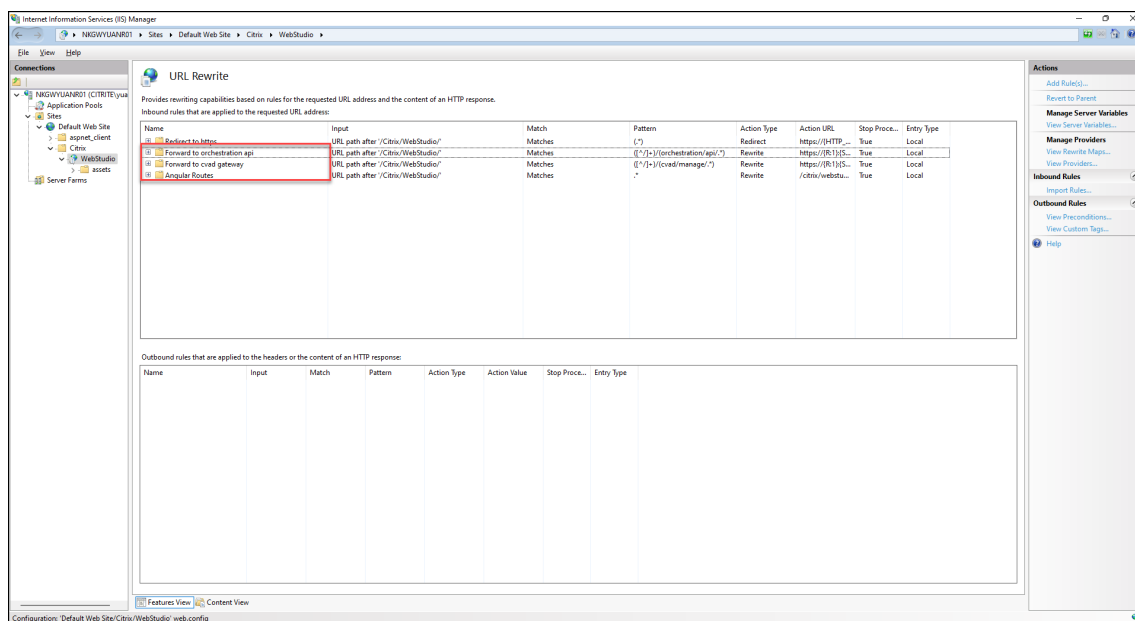 Internet Information Services (IIS) Manager
NKGWYUANR01 Sites Default Web Site Citrix WebStudio
File View Help
Connections
NKGWYUANR01 (CITRITE\yua
Application Pools
Sites
Default Web Site
aspnet_client
Citrix
WebStudio
assets
Server Farms
URL Rewrite
Provides rewriting capabilities based on rules for the requested URL address and the content of an HTTP response.
Inbound rules that are applied to the requested URL address:
Name Input Match Pattern Action Type Action URL Stop Proce... Entry Type
Redirect to https URL path after '/Citrix/WebStudio/' Matches (.*) Redirect https://{HTTP_... True Local
Forward to orchestration api URL path after '/Citrix/WebStudio/' Matches ([^/]+)/(orchestration/api/.*) Rewrite https://{R:1}:{S... True Local
Forward to cvad gateway URL path after '/Citrix/WebStudio/' Matches ([^/]+)/(cvad/manage/.*) Rewrite https://{R:1}:{S... True Local
Angular Routes URL path after '/Citrix/WebStudio/' Matches .* Rewrite /citrix/webstu... True Local
Outbound rules that are applied to the headers or the content of an HTTP response:
Name Input Match Pattern Action Type Action Value Stop Proce... Entry Type
Features View Content View
Actions
Add Rule(s)...
Revert to Parent
Manage Server Variables
View Server Variables...
Manage Providers
View Rewrite Maps...
View Providers...
Inbound Rules
Import Rules...
Outbound Rules
View Preconditions...
View Custom Tags...
Help
Configuration: 'Default Web Site/Citrix/WebStudio' web.config